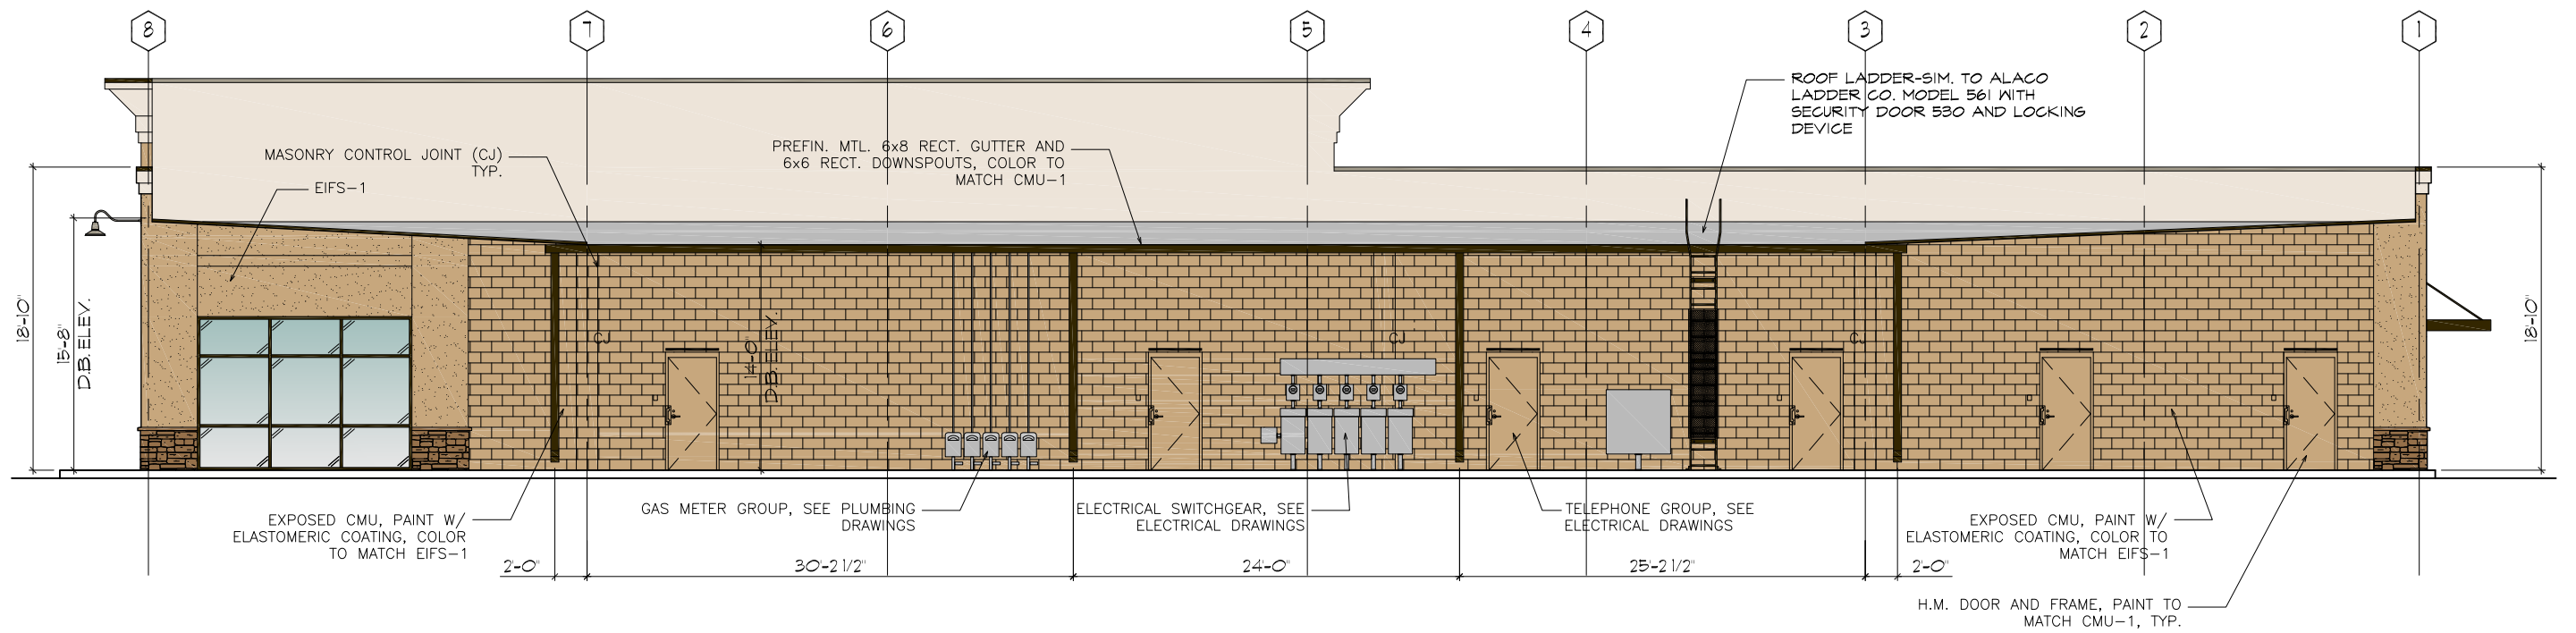 8
7
6
5
4
3
2
1
ROOF LADDER-SIM. TO ALACO
LADDER CO. MODEL 561 WITH
SECURITY DOOR 530 AND LOCKING
DEVICE
MASONRY CONTROL JOINT (CJ)
TYP.
PREFIN. MTL. 6x8 RECT. GUTTER AND
6x6 RECT. DOWNSPOUTS, COLOR TO
MATCH CMU-1
EIFS-1
18'-10"
15'-8"
D.B. ELEV.
14'-0"
D.B. ELEV.
CJ
CJ
CJ
18'-10"
EXPOSED CMU, PAINT W/
ELASTOMERIC COATING, COLOR
TO MATCH EIFS-1
GAS METER GROUP, SEE PLUMBING
DRAWINGS
ELECTRICAL SWITCHGEAR, SEE
ELECTRICAL DRAWINGS
TELEPHONE GROUP, SEE
ELECTRICAL DRAWINGS
EXPOSED CMU, PAINT W/
ELASTOMERIC COATING, COLOR TO
MATCH EIFS-1
2'-0"
30'-2 1/2"
24'-0"
25'-2 1/2"
2'-0"
H.M. DOOR AND FRAME, PAINT TO
MATCH CMU-1, TYP.